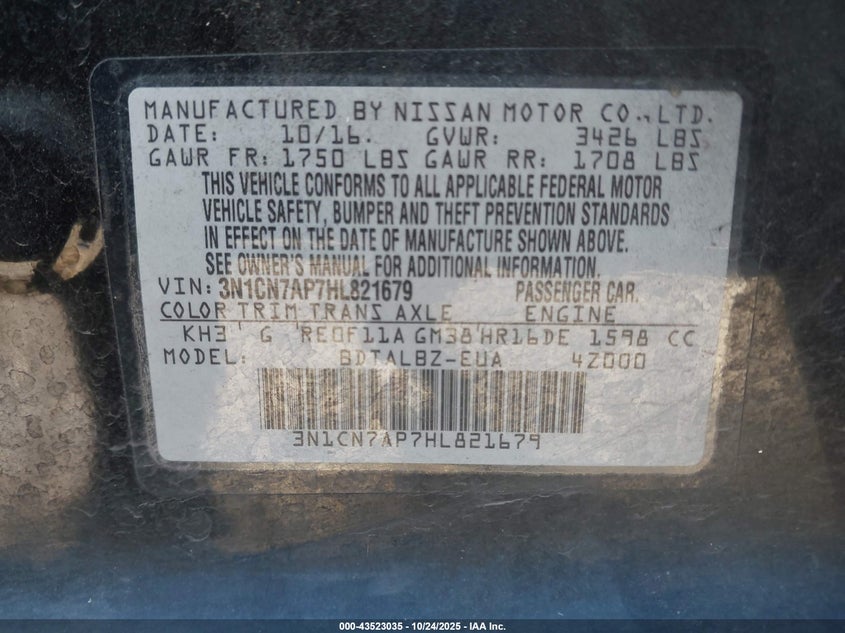 MANUFACTURED BY NISSAN MOTOR CO., LTD.
DATE: 10/16. GVWR: 3426 LBS
GAWR FR: 1750 LBS GAWR RR: 1708 LBS
THIS VEHICLE CONFORMS TO ALL APPLICABLE FEDERAL MOTOR
VEHICLE SAFETY, BUMPER AND THEFT PREVENTION STANDARDS
IN EFFECT ON THE DATE OF MANUFACTURE SHOWN ABOVE.
SEE OWNER'S MANUAL FOR ADDITIONAL INFORMATION.
VIN: 3N1CN7AP7HL821679 PASSENGER CAR.
COLOR TRIM TRANS AXLE ENGINE
KH3 G RE0F11A GM38 HR16DE 1598 CC
MODEL: BDTALBZ-EUA 4Z000
3N1CN7AP7HL821679
000-43523035 - 10/24/2025 - IAA Inc.